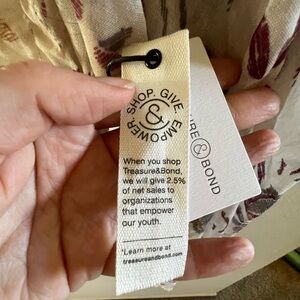 SHOP. GIVE. EMPOWER.
&
When you shop
Treasure&Bond,
we will give 2.5%
of net sales to
organizations
that empower
our youth.
*Learn more at
treasureandbond.com
URE & BOND